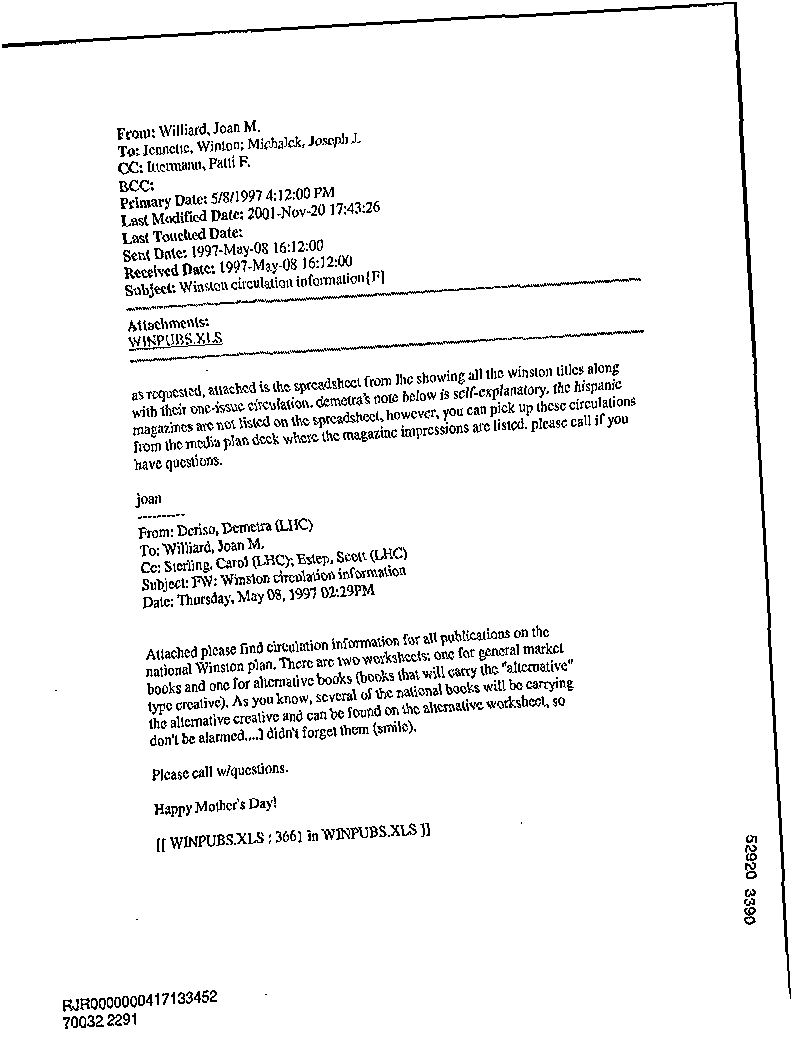 From: Williard, Joan M.
To: Jennette, Winton; Michalek, Joseph J.
CC: Ittermann, Patti F.
BCC:
Primary Date: 5/8/1997 4:12:00 PM
Last Modified Date: 2001-Nov-20 17:43:26
Last Touched Date:
Sent Date: 1997-May-08 16:12:00
Received Date: 1997-May-08 16:12:00
Subject: Winston circulation information[F]
Attachments:
WINPUBS.XLS
as requested, attached is the spreadsheet from lhc showing all the winston titles along
with their one-issue circulation. demetra's note below is self-explanatory. the hispanic
magazines are not listed on the spreadsheet, however, you can pick up these circulations
from the media plan deck where the magazine impressions are listed. please call if you
have questions.
joan
----------
From: Deriso, Demetra (LHC)
To: Williard, Joan M.
Cc: Sterling, Carol (LHC); Estep, Scott (LHC)
Subject: FW: Winston circulation information
Date: Thursday, May 08, 1997 02:29PM
Attached please find circulation information for all publications on the
national Winston plan. There are two worksheets: one for general market
books and one for alternative books (books that will carry the "alternative"
type creative). As you know, several of the national books will be carrying
the alternative creative and can be found on the alternative worksheet, so
don't be alarmed....I didn't forget them (smile).
Please call w/questions.
Happy Mother's Day!
[[ WINPUBS.XLS : 3661 in WINPUBS.XLS ]]
52920 3390
RJR0000000417133452
70032 2291